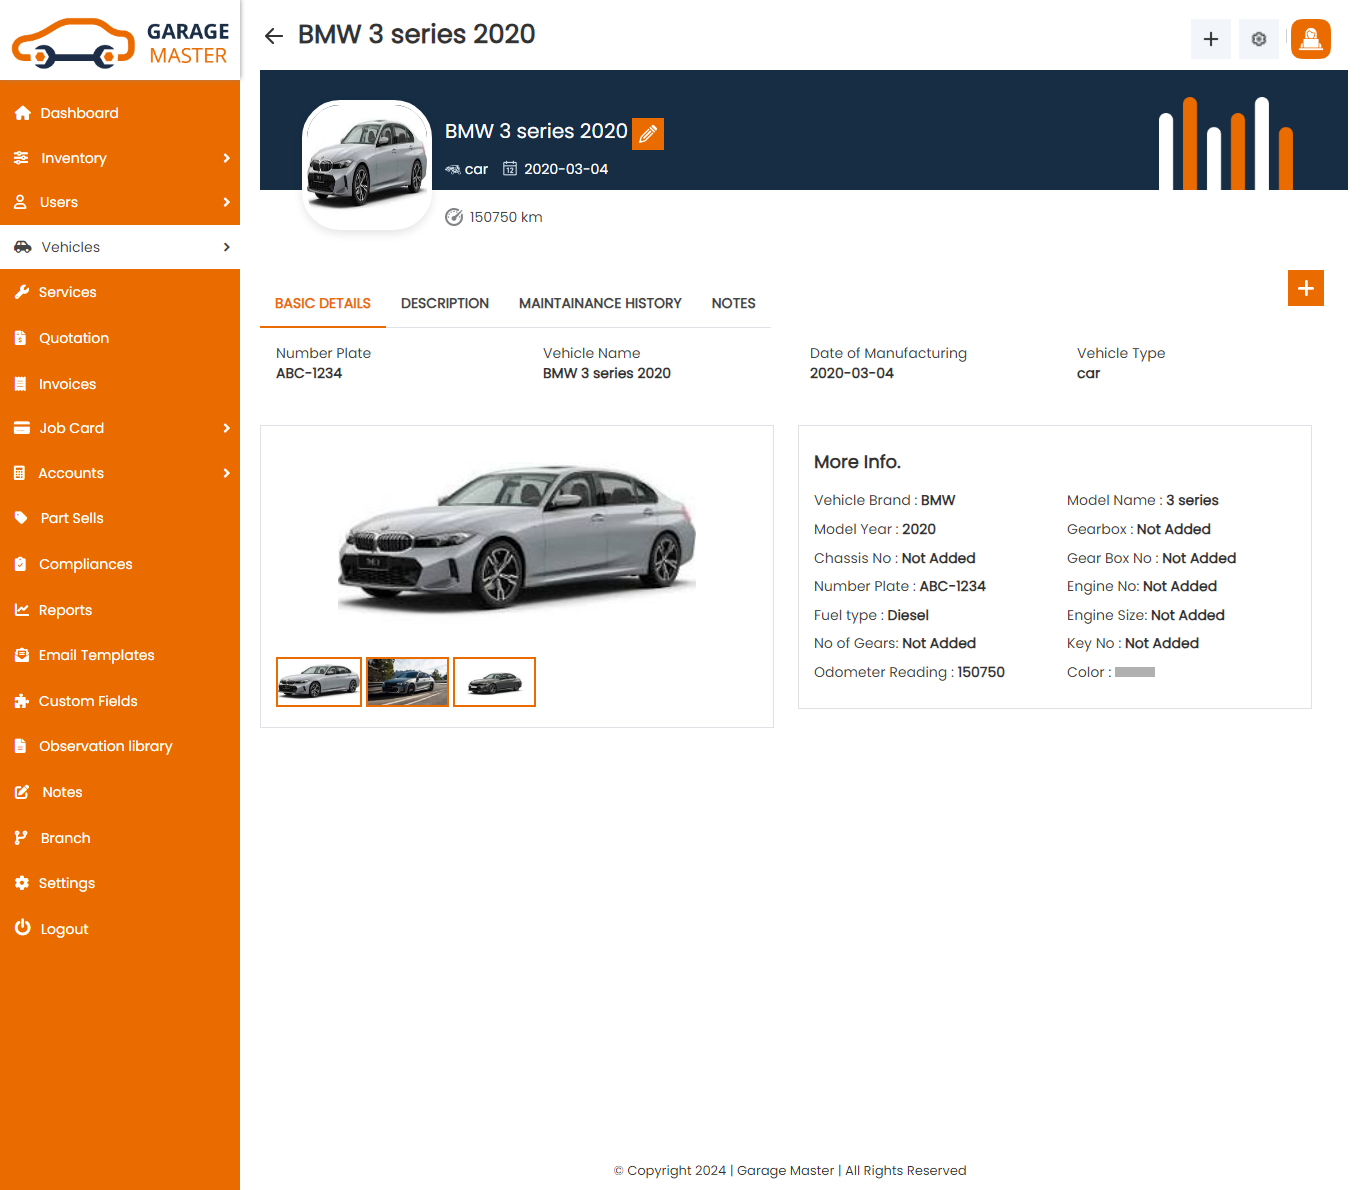 GARAGE
MASTER
BMW 3 series 2020
Dashboard
Inventory
Users
Vehicles
Services
Quotation
Invoices
Job Card
Accounts
Part Sells
Compliances
Reports
Email Templates
Custom Fields
Observation library
Notes
Branch
Settings
Logout
BMW 3 series 2020
car 2020-03-04
150750 km
BASIC DETAILS DESCRIPTION MAINTAINANCE HISTORY NOTES
Number Plate Vehicle Name Date of Manufacturing Vehicle Type
ABC-1234 BMW 3 series 2020 2020-03-04 car
More Info.
Vehicle Brand : BMW Model Name : 3 series
Model Year : 2020 Gearbox : Not Added
Chassis No : Not Added Gear Box No : Not Added
Number Plate : ABC-1234 Engine No: Not Added
Fuel type : Diesel Engine Size: Not Added
No of Gears: Not Added Key No : Not Added
Odometer Reading : 150750 Color :
© Copyright 2024 | Garage Master | All Rights Reserved